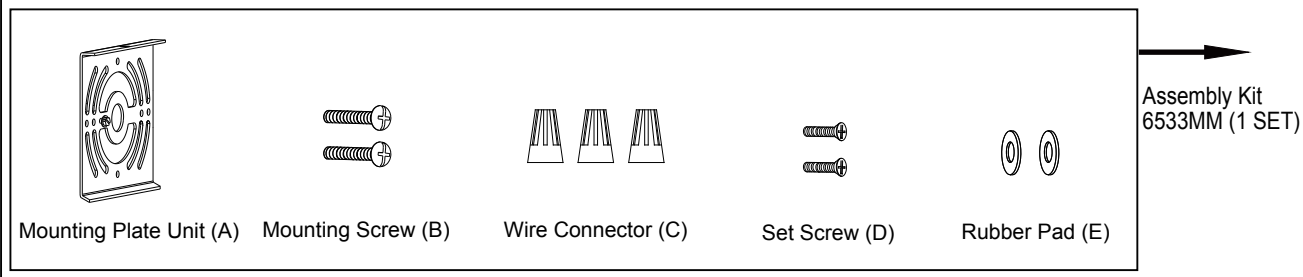 Assembly Kit
6533MM (1 SET)
Mounting Plate Unit (A)
Mounting Screw (B)
Wire Connector (C)
Set Screw (D)
Rubber Pad (E)